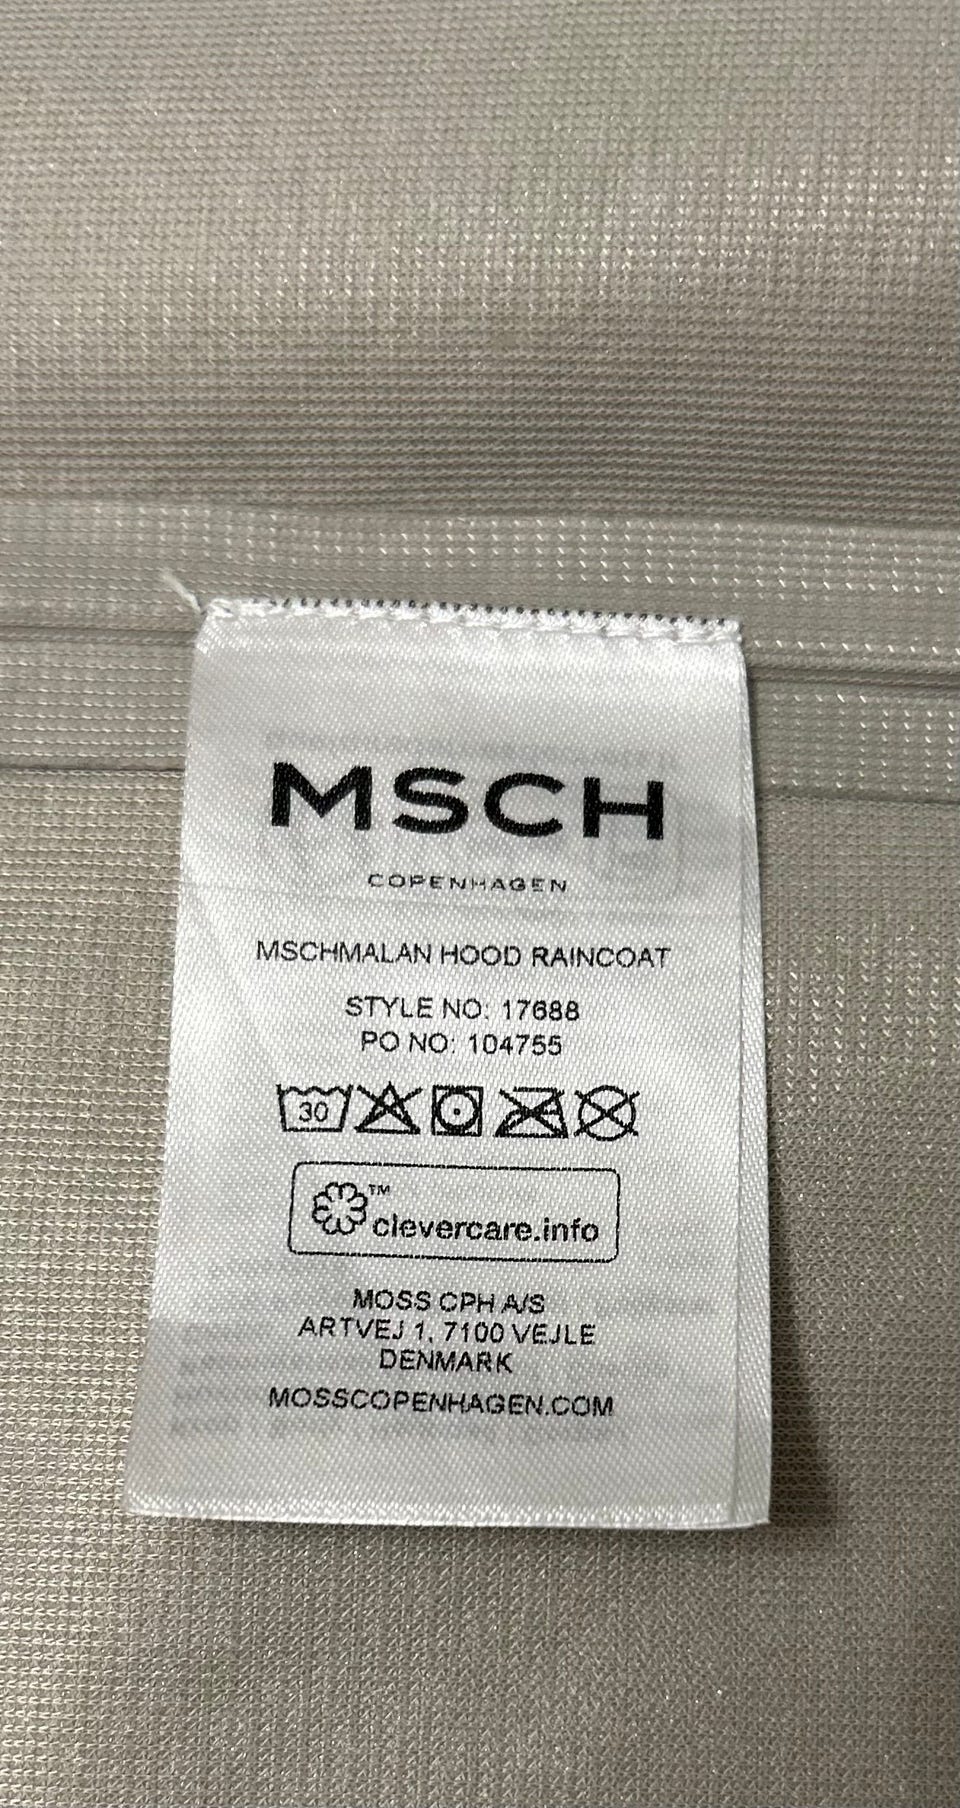 MSCH
COPENHAGEN
MSCHMALAN HOOD RAINCOAT
STYLE NO: 17688
PO NO: 104755
30
™
clevercare.info
MOSS CPH A/S
ARTVEJ 1, 7100 VEJLE
DENMARK
MOSSCOPENHAGEN.COM